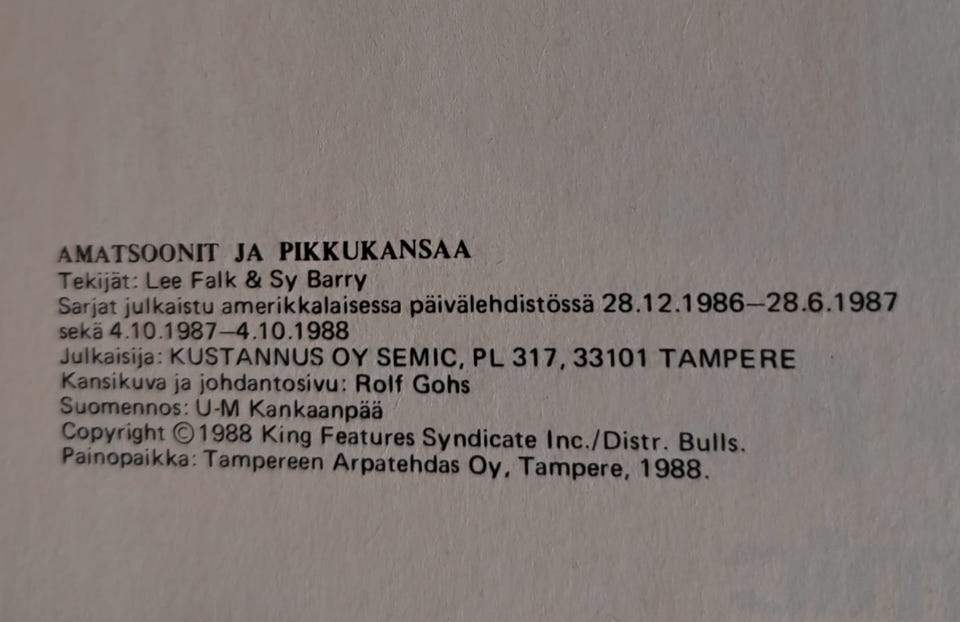 AMATSOONIT JA PIKKUKANSAA
Tekijät: Lee Falk & Sy Barry
Sarjat julkaistu amerikkalaisessa päivälehdistössä 28.12.1986—28.6.1987
sekä 4.10.1987—4.10.1988
Julkaisija: KUSTANNUS OY SEMIC, PL 317, 33101 TAMPERE
Kansikuva ja johdantosivu: Rolf Gohs
Suomennos: U-M Kankaanpää
Copyright ©1988 King Features Syndicate Inc./Distr. Bulls.
Painopaikka: Tampereen Arpatehdas Oy, Tampere, 1988.